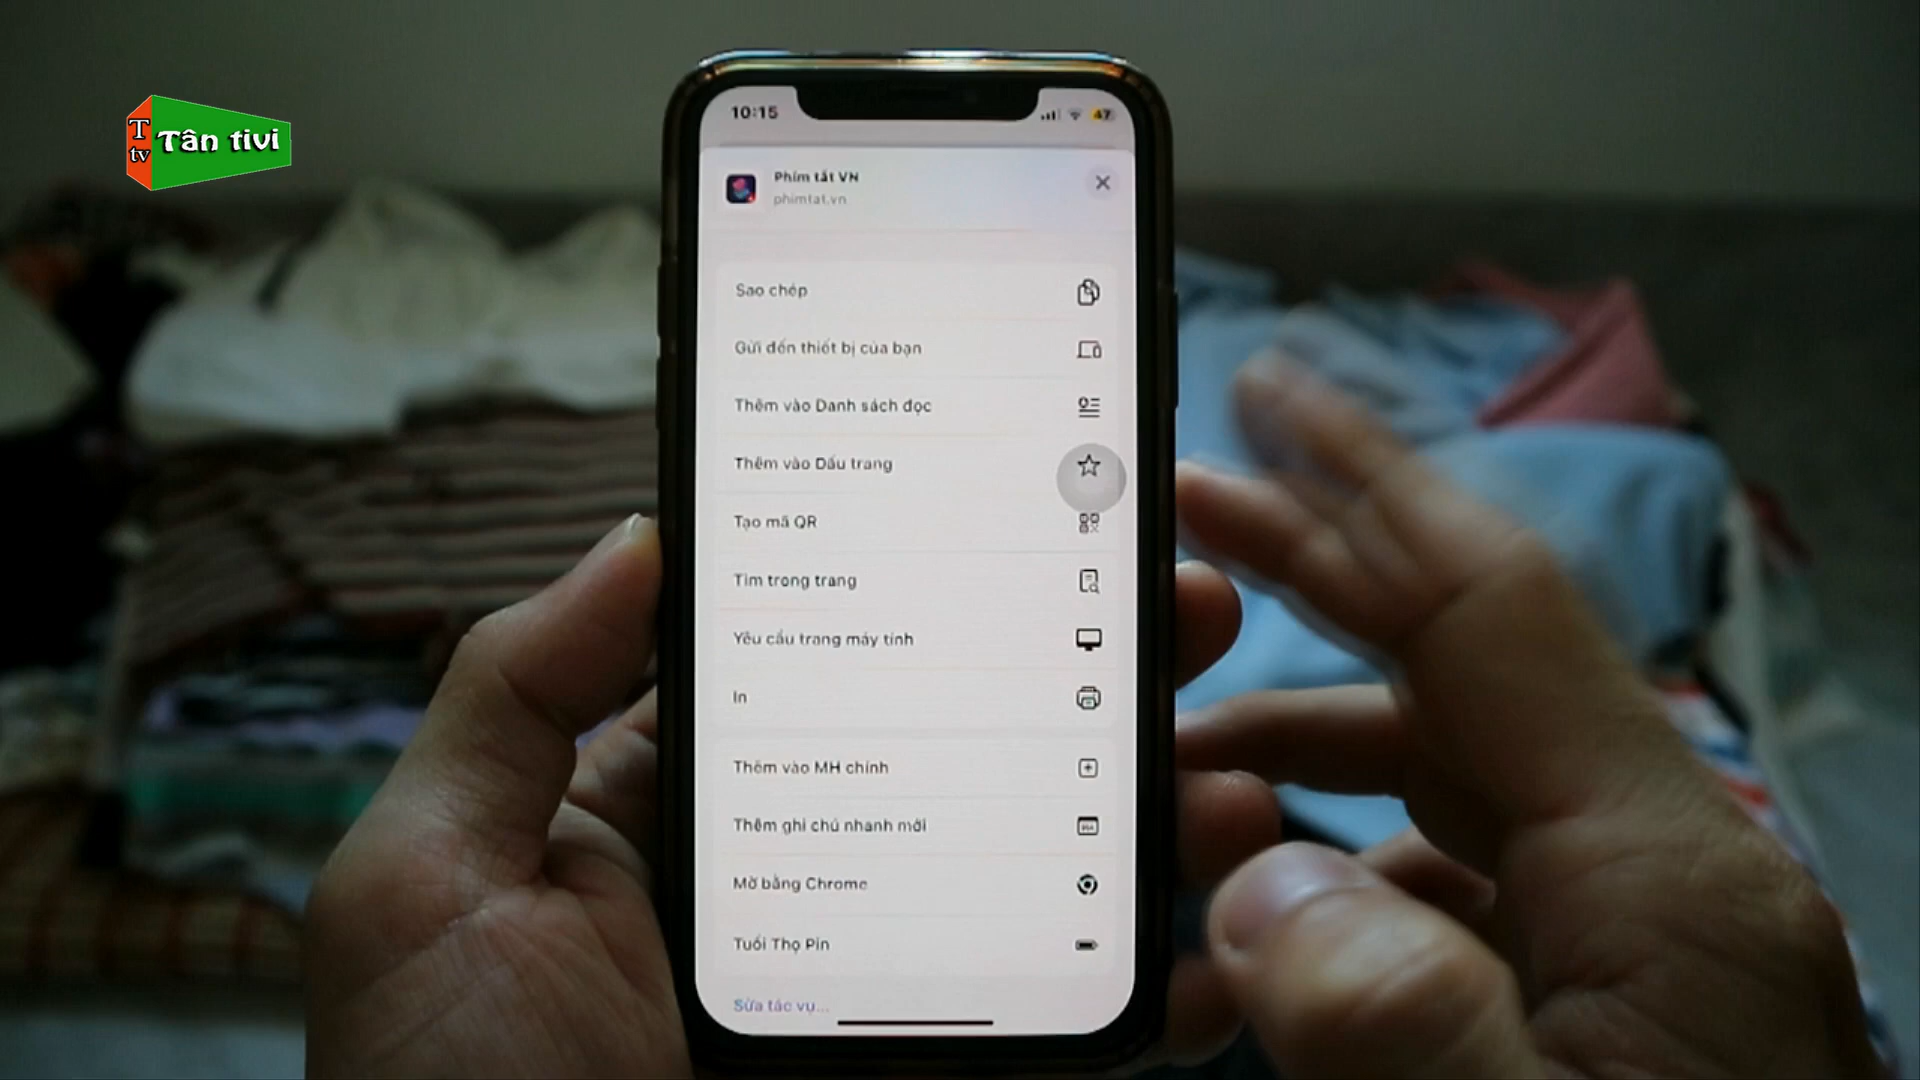 T
tv
Tân tivi
10:15
47
Phím tắt VN
phimtat.vn
Sao chép
Gửi đến thiết bị của bạn
Thêm vào Danh sách đọc
Thêm vào Dấu trang
Tạo mã QR
Tìm trong trang
Yêu cầu trang máy tính
In
Thêm vào MH chính
Thêm ghi chú nhanh mới
Mở bằng Chrome
Tuổi Thọ Pin
Sửa tác vụ...